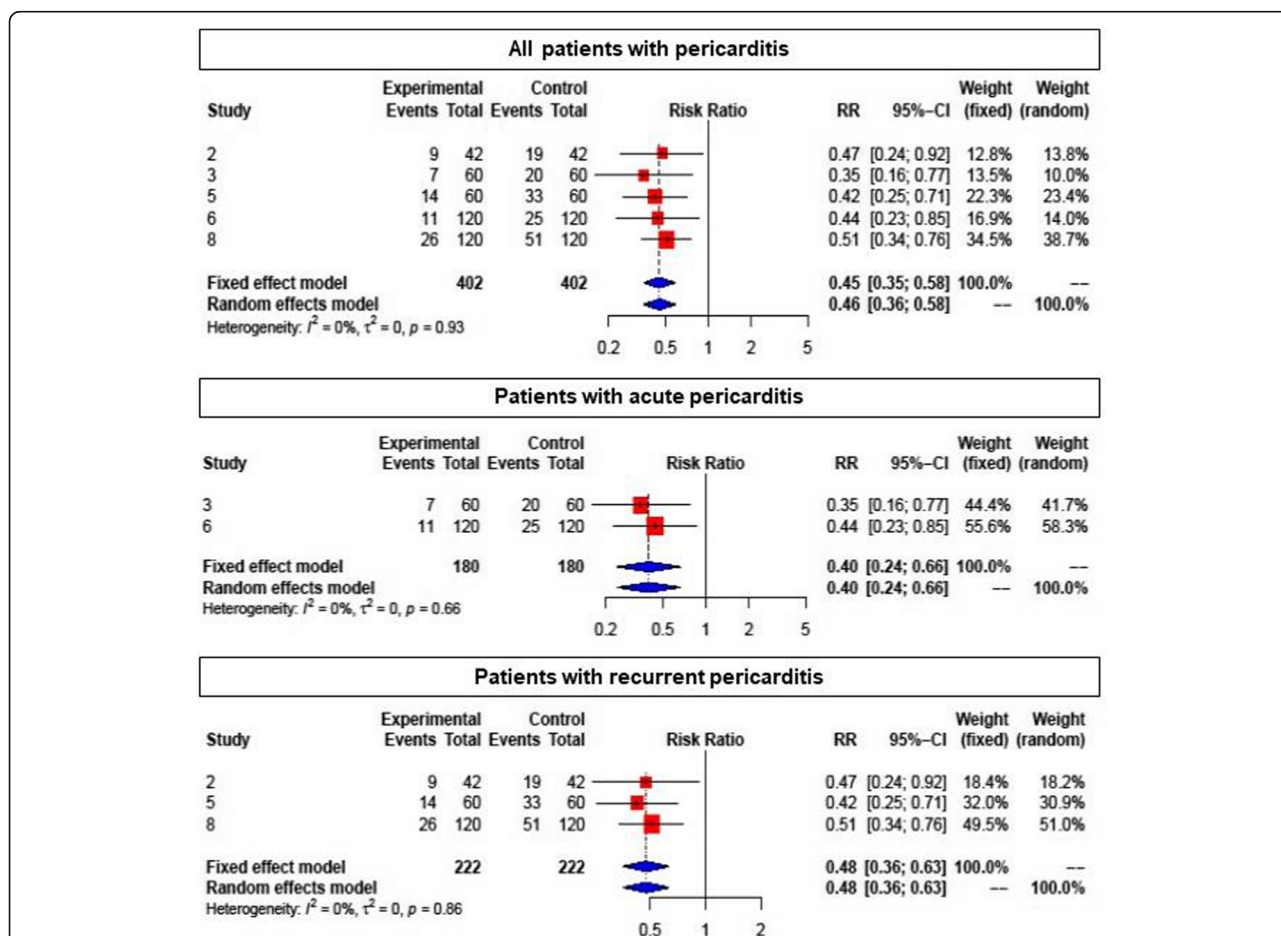 All patients with pericarditis
Experimental Control Weight Weight
Study Events Total Events Total Risk Ratio RR 95%−CI (fixed) (random)
2 9 42 19 42 0.47 [0.24; 0.92] 12.8% 13.8%
3 7 60 20 60 0.35 [0.16; 0.77] 13.5% 10.0%
5 14 60 33 60 0.42 [0.25; 0.71] 22.3% 23.4%
6 11 120 25 120 0.44 [0.23; 0.85] 16.9% 14.0%
8 26 120 51 120 0.51 [0.34; 0.76] 34.5% 38.7%
Fixed effect model 402 402 0.45 [0.35; 0.58] 100.0% −−
Random effects model 0.46 [0.36; 0.58] −− 100.0%
Heterogeneity: I² = 0%, τ² = 0, p = 0.93
0.2 0.5 1 2 5
Patients with acute pericarditis
Experimental Control Weight Weight
Study Events Total Events Total Risk Ratio RR 95%−CI (fixed) (random)
3 7 60 20 60 0.35 [0.16; 0.77] 44.4% 41.7%
6 11 120 25 120 0.44 [0.23; 0.85] 55.6% 58.3%
Fixed effect model 180 180 0.40 [0.24; 0.66] 100.0% −−
Random effects model 0.40 [0.24; 0.66] −− 100.0%
Heterogeneity: I² = 0%, τ² = 0, p = 0.66
0.2 0.5 1 2 5
Patients with recurrent pericarditis
Experimental Control Weight Weight
Study Events Total Events Total Risk Ratio RR 95%−CI (fixed) (random)
2 9 42 19 42 0.47 [0.24; 0.92] 18.4% 18.2%
5 14 60 33 60 0.42 [0.25; 0.71] 32.0% 30.9%
8 26 120 51 120 0.51 [0.34; 0.76] 49.5% 51.0%
Fixed effect model 222 222 0.48 [0.36; 0.63] 100.0% −−
Random effects model 0.48 [0.36; 0.63] −− 100.0%
Heterogeneity: I² = 0%, τ² = 0, p = 0.86
0.5 1 2